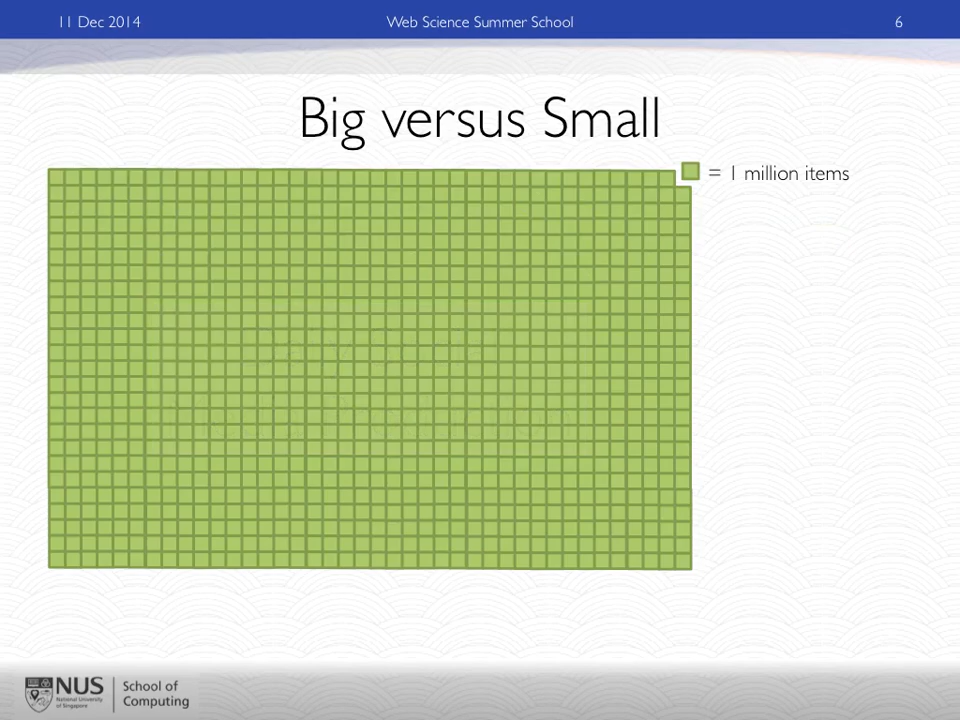 11 Dec 2014
Web Science Summer School
6
Big versus Small
= 1 million items
NUS
National University
of Singapore
School of
Computing